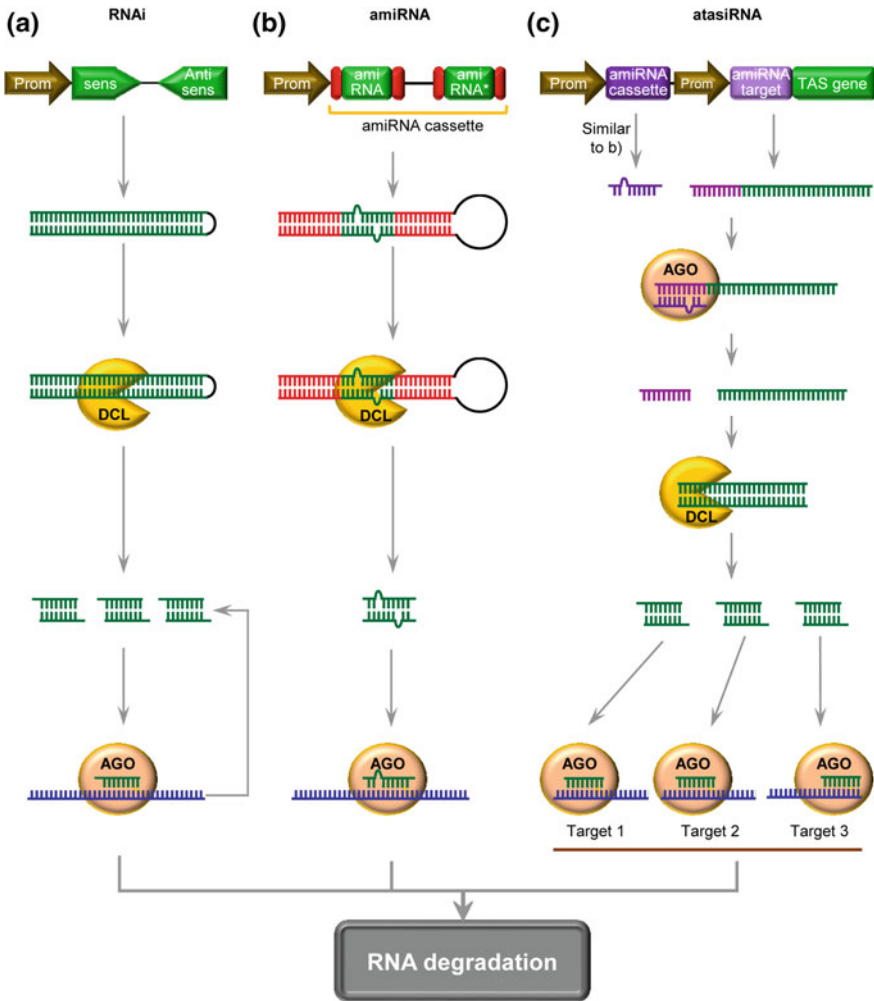 (a) RNAi
Prom sens Anti
sens
DCL
AGO
(b) amiRNA
Prom ami
RNA ami
RNA*
amiRNA cassette
DCL
AGO
(c) atasiRNA
Prom amiRNA
cassette Prom amiRNA
target TAS gene
Similar
to b)
AGO
DCL
AGO AGO AGO
Target 1 Target 2 Target 3
RNA degradation